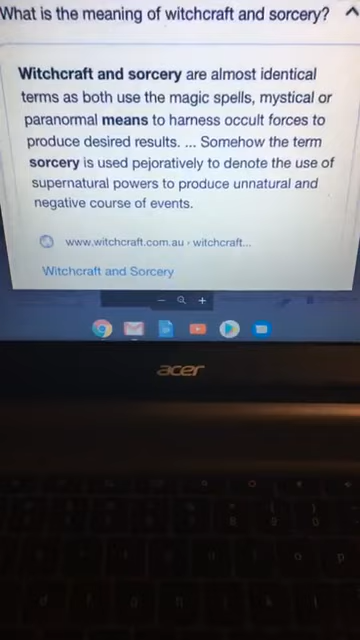 What is the meaning of witchcraft and sorcery?
Witchcraft and sorcery are almost identical
terms as both use the magic spells, mystical or
paranormal means to harness occult forces to
produce desired results. ... Somehow the term
sorcery is used pejoratively to denote the use of
supernatural powers to produce unnatural and
negative course of events.
www.witchcraft.com.au › witchcraft...
Witchcraft and Sorcery
acer
8 9 0
o p